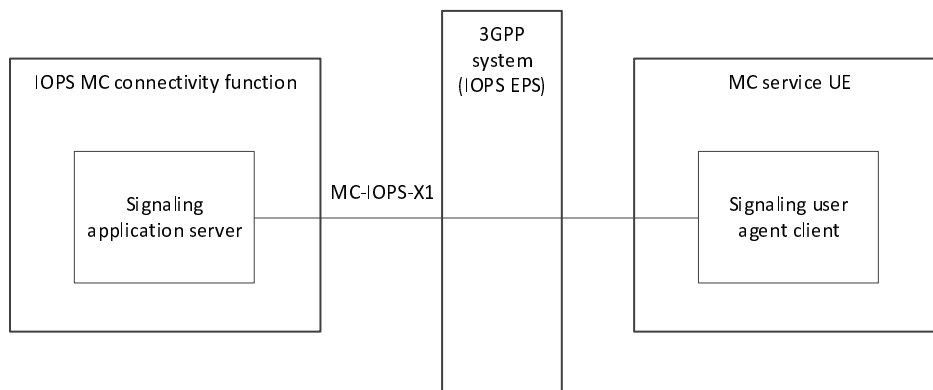 3GPP
system
(IOPS EPS)
IOPS MC connectivity function
MC service UE
Signaling
application server
MC-IOPS-X1
Signaling user
agent client